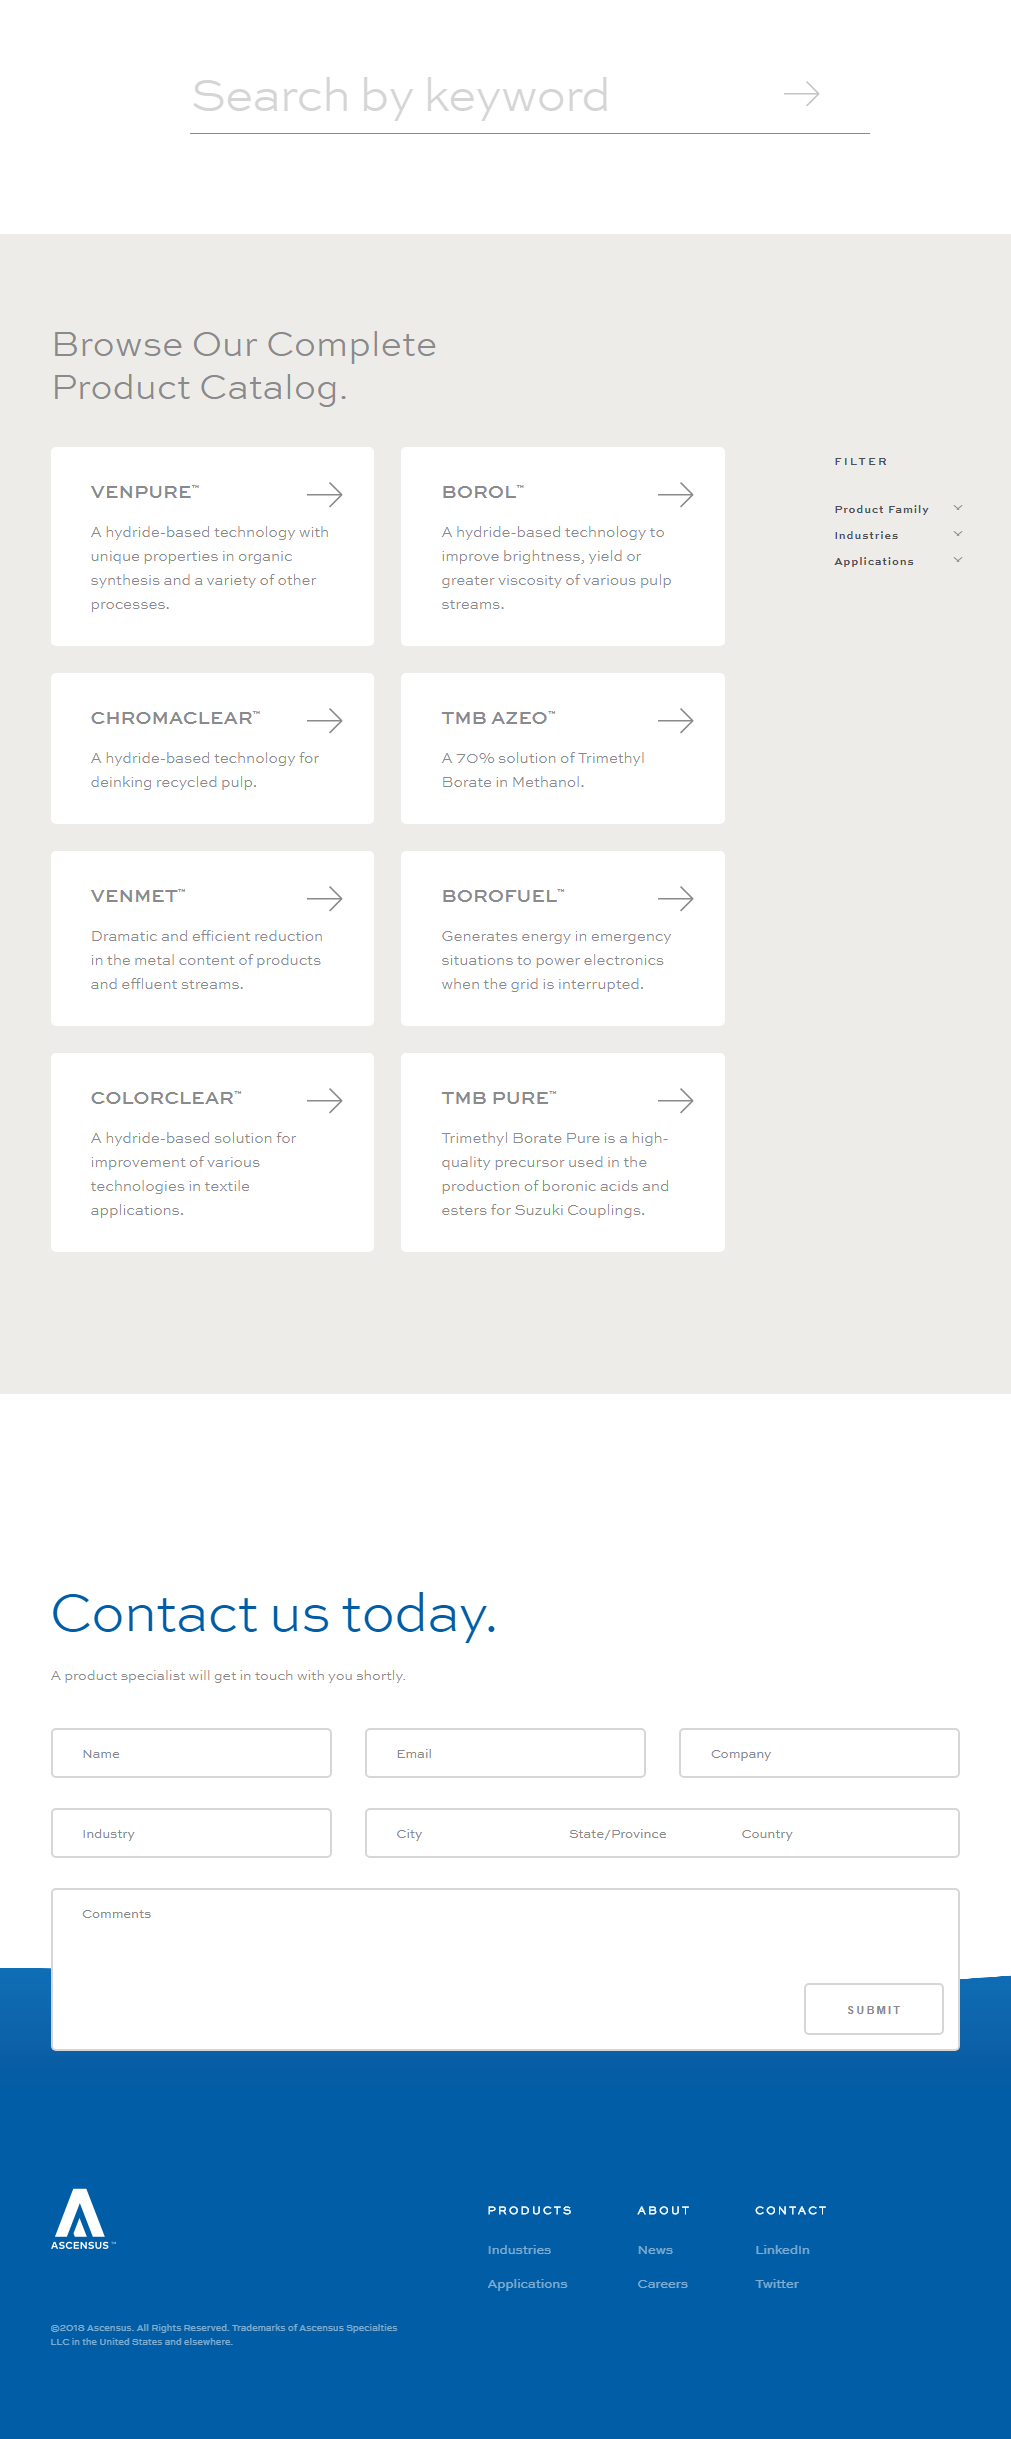 Search by keyword
Browse Our Complete
Product Catalog.
VENPURE™
A hydride-based technology with
unique properties in organic
synthesis and a variety of other
processes.
BOROL™
A hydride-based technology to
improve brightness, yield or
greater viscosity of various pulp
streams.
FILTER
Product Family
Industries
Applications
CHROMACLEAR™
A hydride-based technology for
deinking recycled pulp.
TMB AZEO™
A 70% solution of Trimethyl
Borate in Methanol.
VENMET™
Dramatic and efficient reduction
in the metal content of products
and effluent streams.
BOROFUEL™
Generates energy in emergency
situations to power electronics
when the grid is interrupted.
COLORCLEAR™
A hydride-based solution for
improvement of various
technologies in textile
applications.
TMB PURE™
Trimethyl Borate Pure is a high-
quality precursor used in the
production of boronic acids and
esters for Suzuki Couplings.
Contact us today.
A product specialist will get in touch with you shortly.
Name
Email
Company
Industry
City
State/Province
Country
Comments
SUBMIT
ASCENSUS™
PRODUCTS
Industries
Applications
ABOUT
News
Careers
CONTACT
LinkedIn
Twitter
©2018 Ascensus. All Rights Reserved. Trademarks of Ascensus Specialties
LLC in the United States and elsewhere.